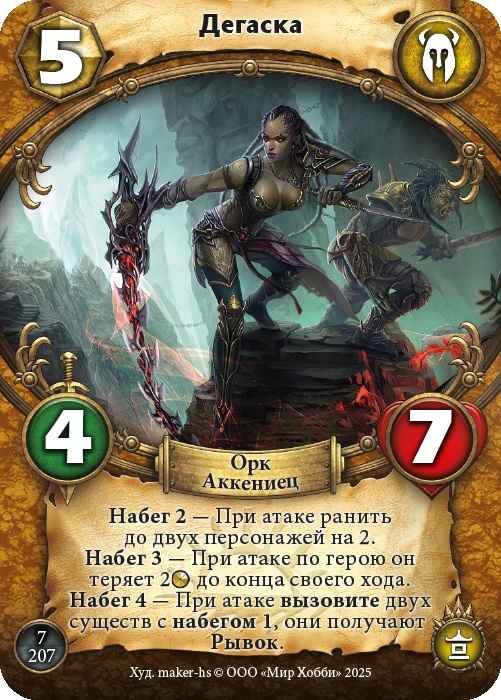 Дегаска
5
4
7
Орк
Аккениец
Набег 2 — При атаке ранить
до двух персонажей на 2.
Набег 3 — При атаке по герою он
теряет 2 до конца своего хода.
Набег 4 — При атаке вызовите двух
существ с набегом 1, они получают
Рывок.
7
207
Худ. maker-hs © ООО «Мир Хобби» 2025